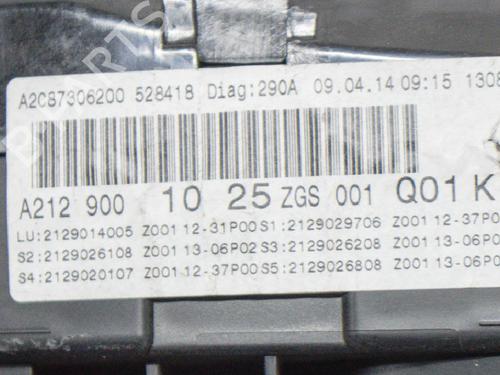 A2C87306200 528418 Diag:290A 09.04.14 09:15 1308
A212 900 10 25 ZGS 001 Q01 K
LU:2129014005 Z001 12-31P00 S1:2129029706 Z001 12-37P0
S2:2129026108 Z001 13-06P02 S3:2129026208 Z001 13-06P0
S4:2129020107 Z001 12-37P00 S5:2129026808 Z001 13-06P0